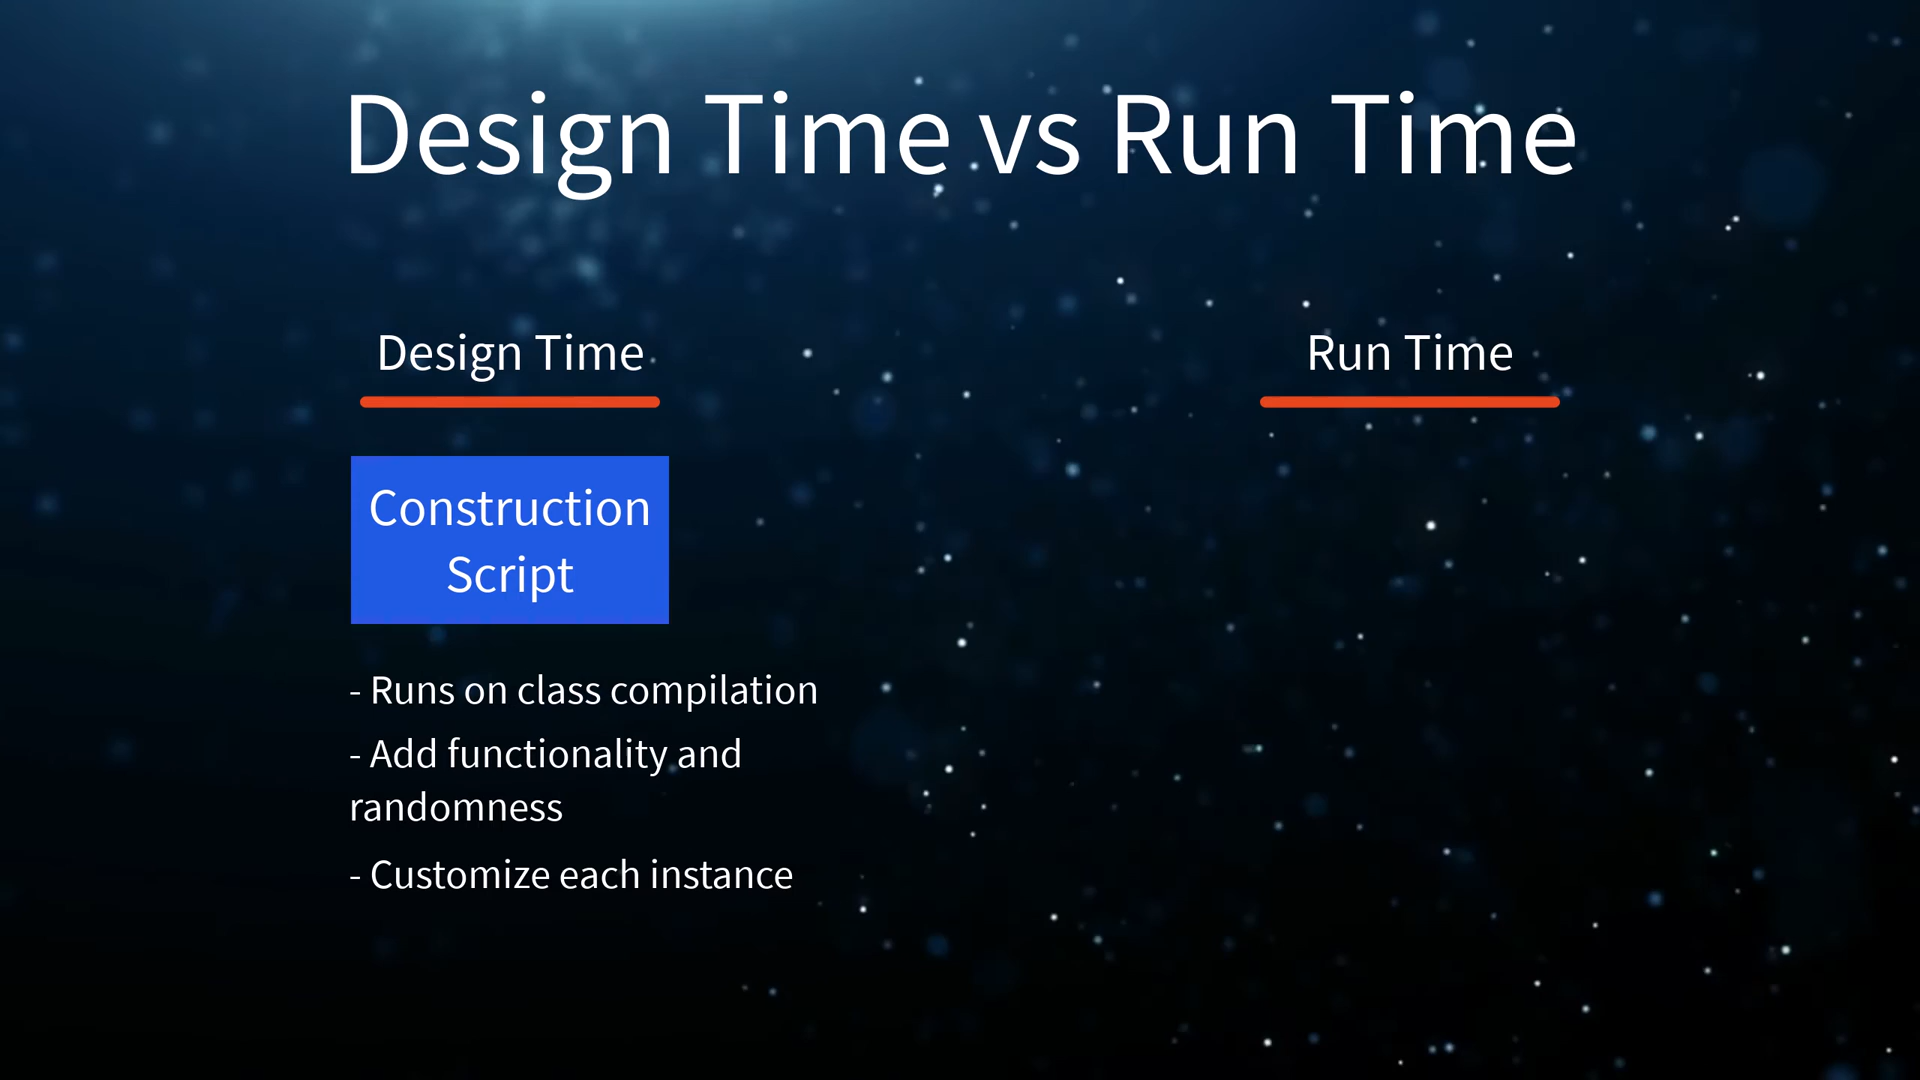 Design Time vs Run Time
Design Time
Run Time
Construction
Script
- Runs on class compilation
- Add functionality and
randomness
- Customize each instance